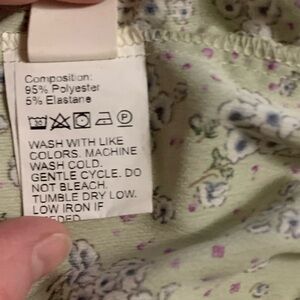 Composition:
95% Polyester
5% Elastane
WASH WITH LIKE
COLORS. MACHINE
WASH COLD.
GENTLE CYCLE. DO
NOT BLEACH.
TUMBLE DRY LOW.
LOW IRON IF